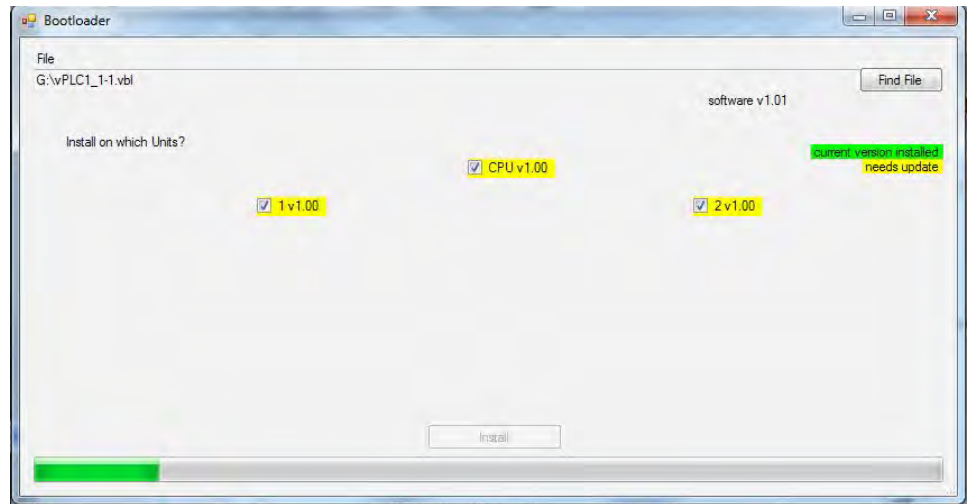 Bootloader
File
G:\vPLC1_1-1.vbl
Find File
software v1.01
Install on which Units?
current version installed
needs update
CPU v1.00
1 v1.00
2 v1.00
Install